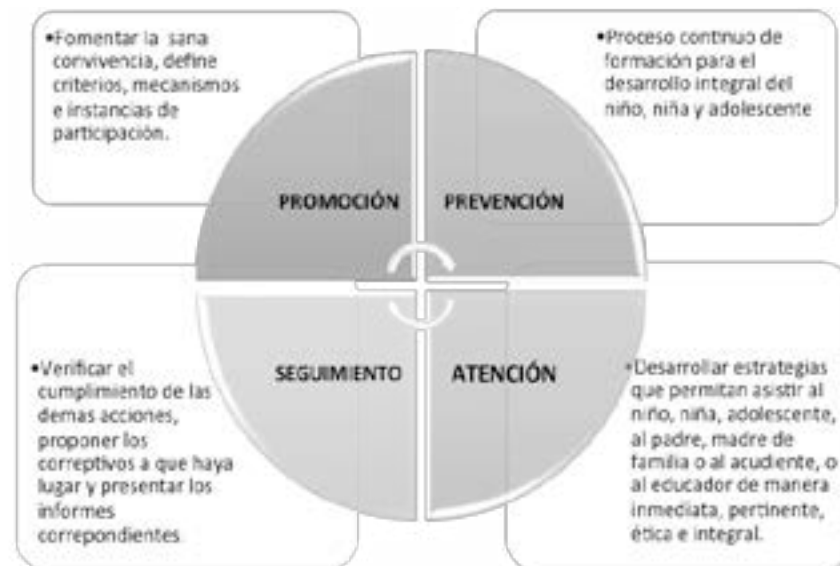 •Fomentar la sana
convivencia, define
criterios, mecanismos
e instancias de
participación.
•Proceso continuo de
formación para el
desarrollo integral del
niño, niña y adolescente
PROMOCIÓN
PREVENCIÓN
SEGUIMIENTO
ATENCIÓN
•Verificar el
cumplimiento de las
demas acciones,
proponer los
correptivos a que haya
lugar y presentar los
informes
correpondientes.
•Desarrollar estrategias
que permitan asistir al
niño, niña, adolescente,
al padre, madre de
familia o al acudiente, o
al educador de manera
inmediata, pertinente,
ética e integral.